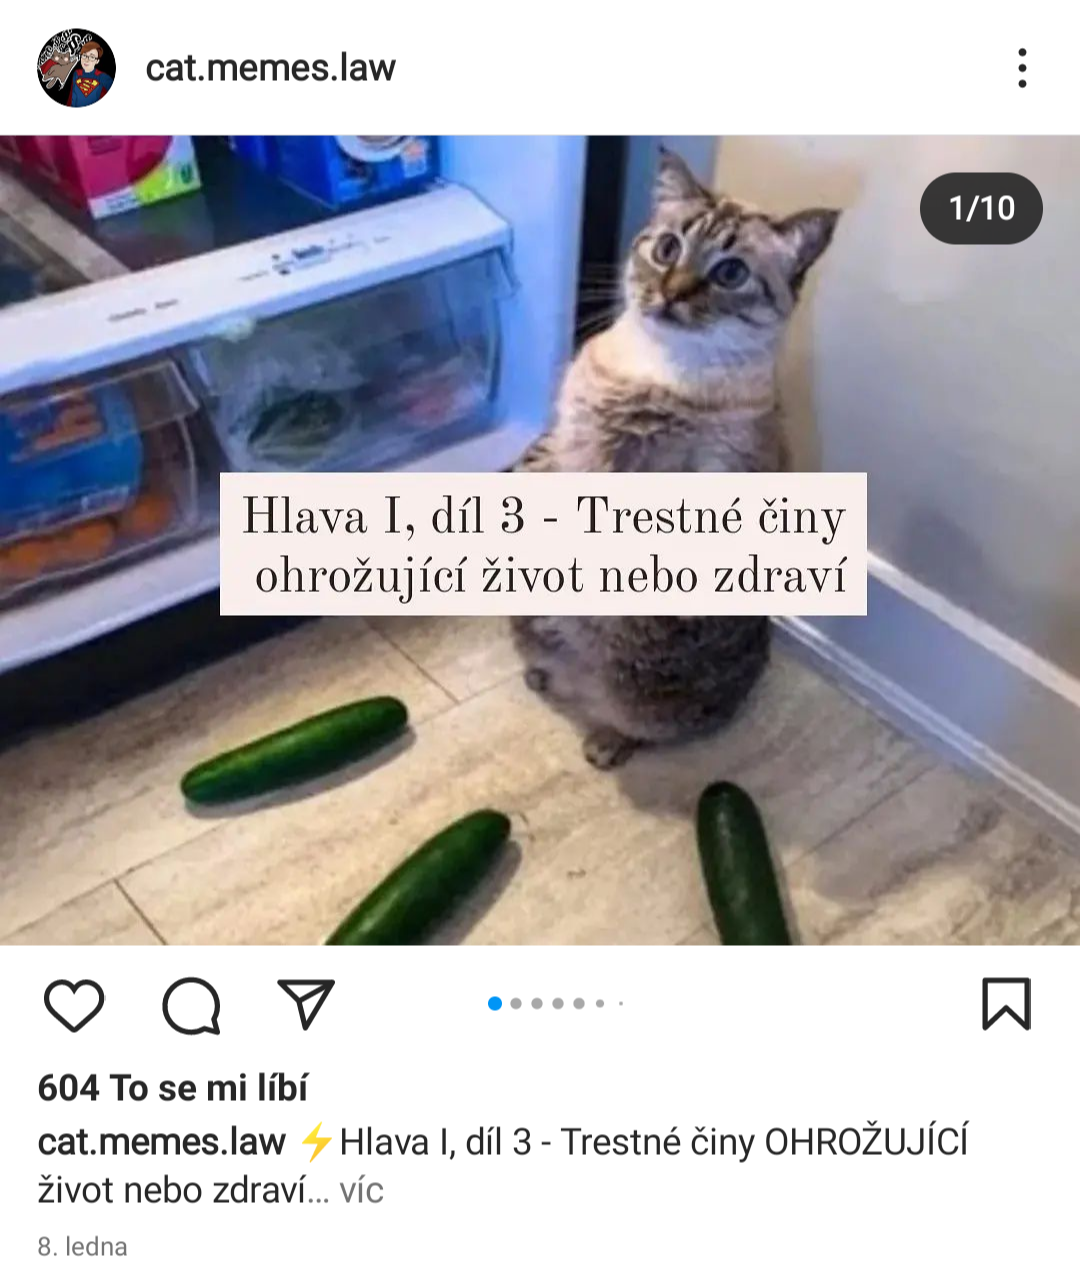 cat.memes.law
1/10
Hlava I, díl 3 - Trestné činy
ohrožující život nebo zdraví
604 To se mi líbí
cat.memes.law ⚡Hlava I, díl 3 - Trestné činy OHROŽUJÍCÍ
život nebo zdraví... víc
8. ledna